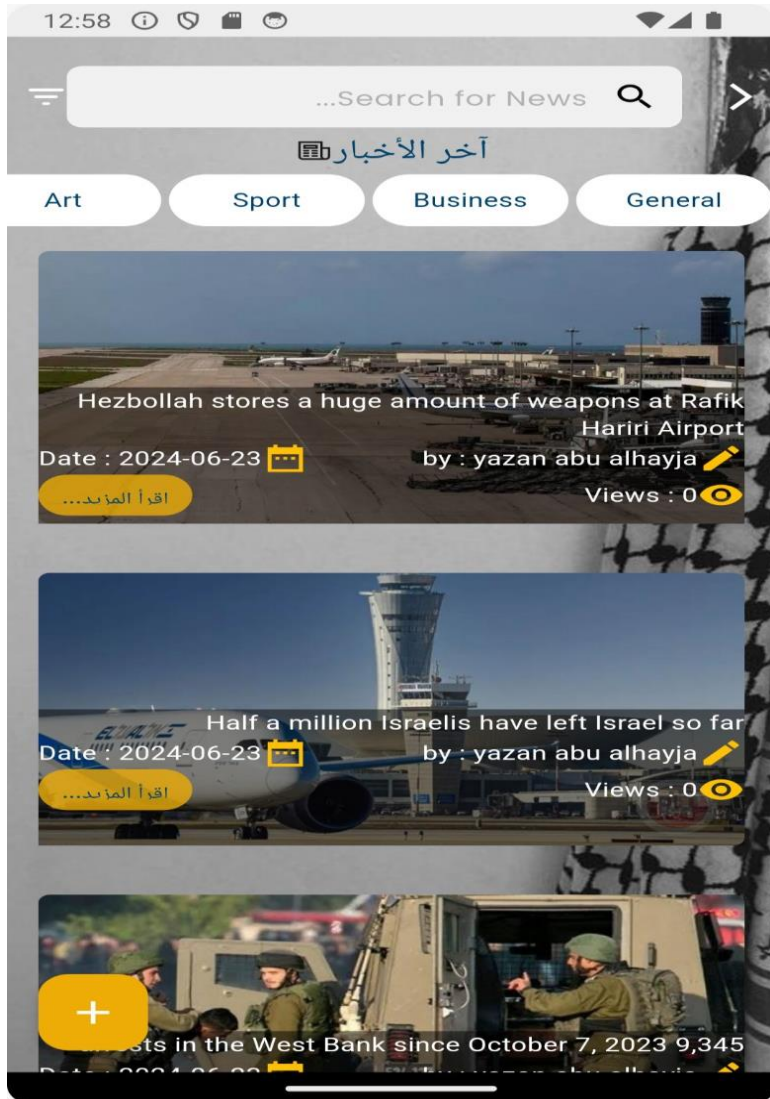 12:58
...Search for News
آخر الأخبار
Art Sport Business General
Hezbollah stores a huge amount of weapons at Rafik
Hariri Airport
Date : 2024-06-23 by : yazan abu alhayja
اقرأ المزيد... Views : 0
Half a million Israelis have left Israel so far
Date : 2024-06-23 by : yazan abu alhayja
اقرأ المزيد... Views : 0
in the West Bank since October 7, 2023 9,345